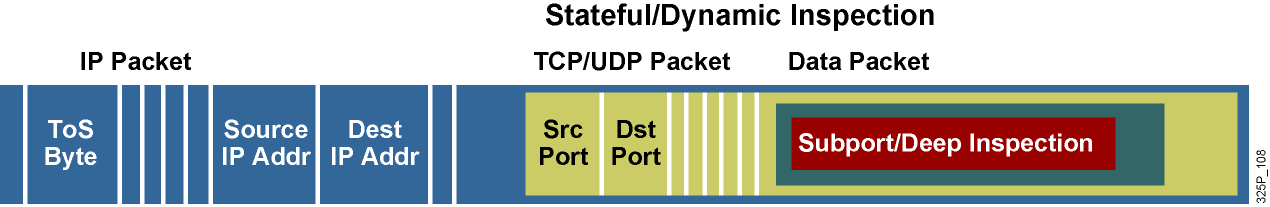 Stateful/Dynamic Inspection
IP Packet
TCP/UDP Packet
Data Packet
ToS
Byte
Source
IP Addr
Dest
IP Addr
Src
Port
Dst
Port
Subport/Deep Inspection
325P_108